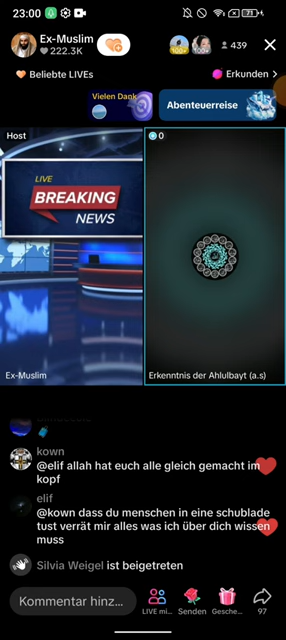 23:00
71
Ex-Muslim
222.3K
100+
100+
439
Beliebte LIVEs
Erkunden >
Vielen Dank
Abenteuerreise
Host
0
LIVE
BREAKING
NEWS
Ex-Muslim
Erkenntnis der Ahlulbayt (a.s)
kown
@elif allah hat euch alle gleich gemacht im
kopf
elif
@kown dass du menschen in eine schublade
tust verrät mir alles was ich über dich wissen
muss
Silvia Weigel ist beigetreten
Kommentar hinz...
LIVE mi...
Senden
Gesche...
97